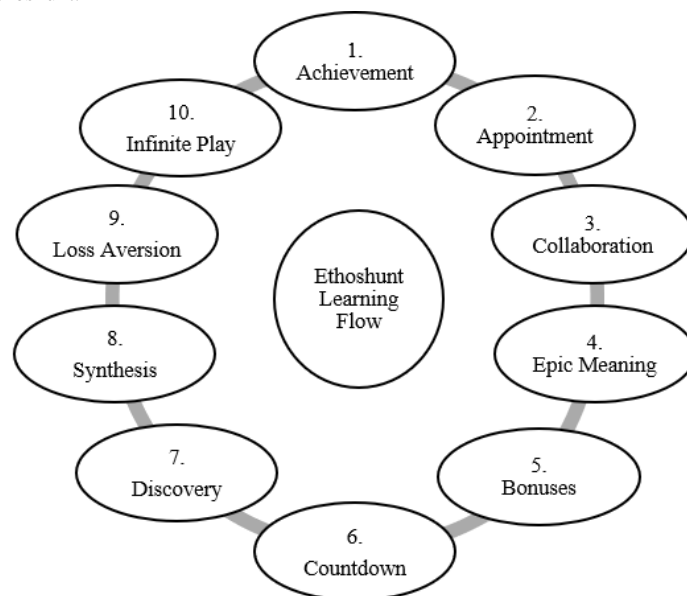 1.
Achievement
2.
Appointment
3.
Collaboration
4.
Epic Meaning
5.
Bonuses
6.
Countdown
7.
Discovery
8.
Synthesis
9.
Loss Aversion
10.
Infinite Play
Ethoshunt
Learning
Flow